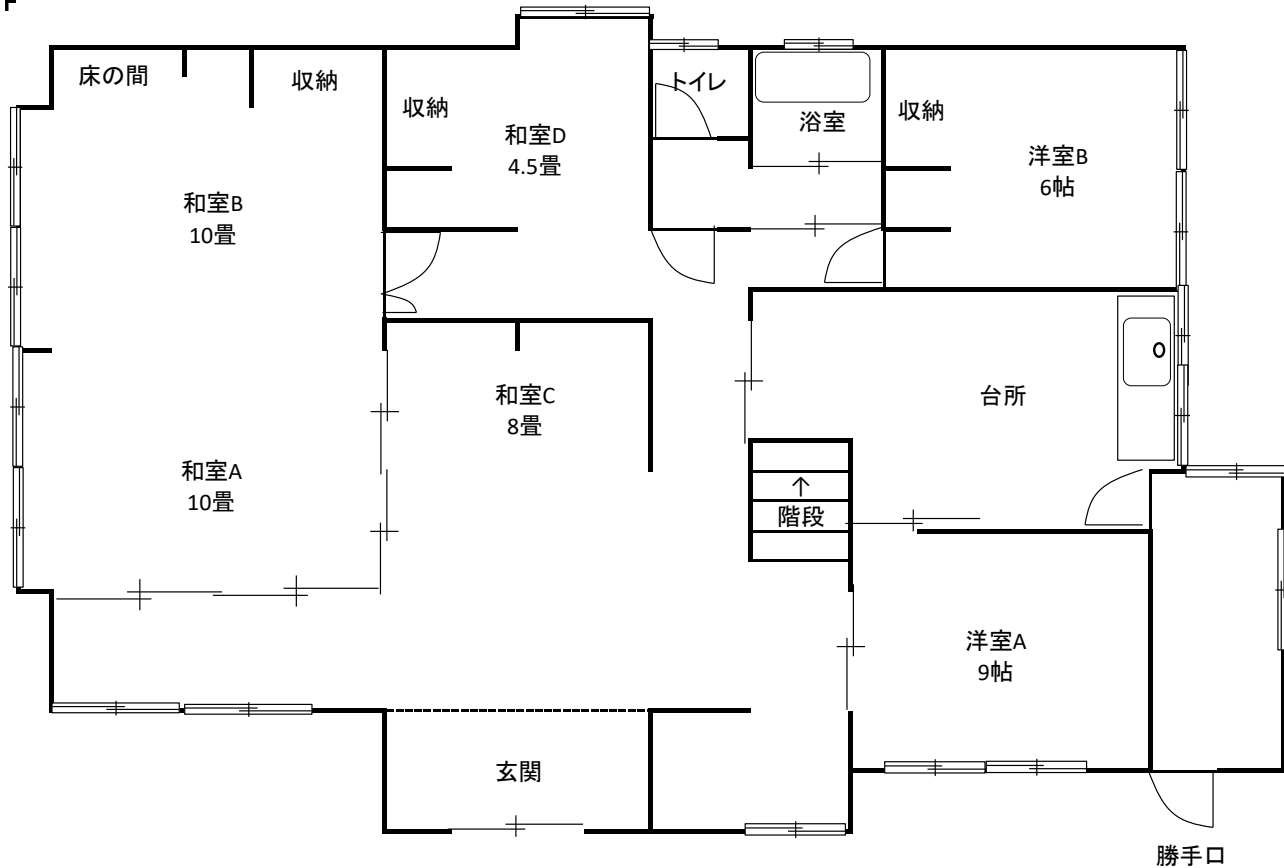 床の間
収納
収納
和室D
4.5畳
トイレ
浴室
収納
洋室B
6帖
和室B
10畳
和室C
8畳
台所
和室A
10畳
↑
階段
洋室A
9帖
玄関
勝手口